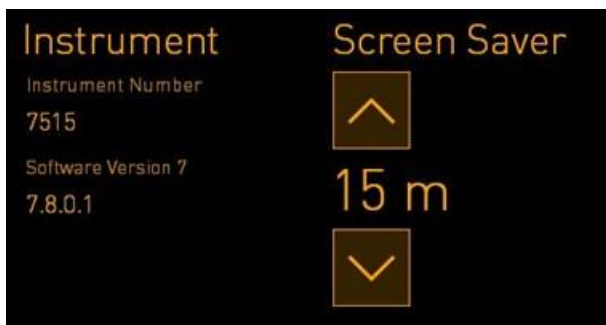 Instrument
Instrument Number
7515
Software Version 7
7.8.0.1
Screen Saver
15 m